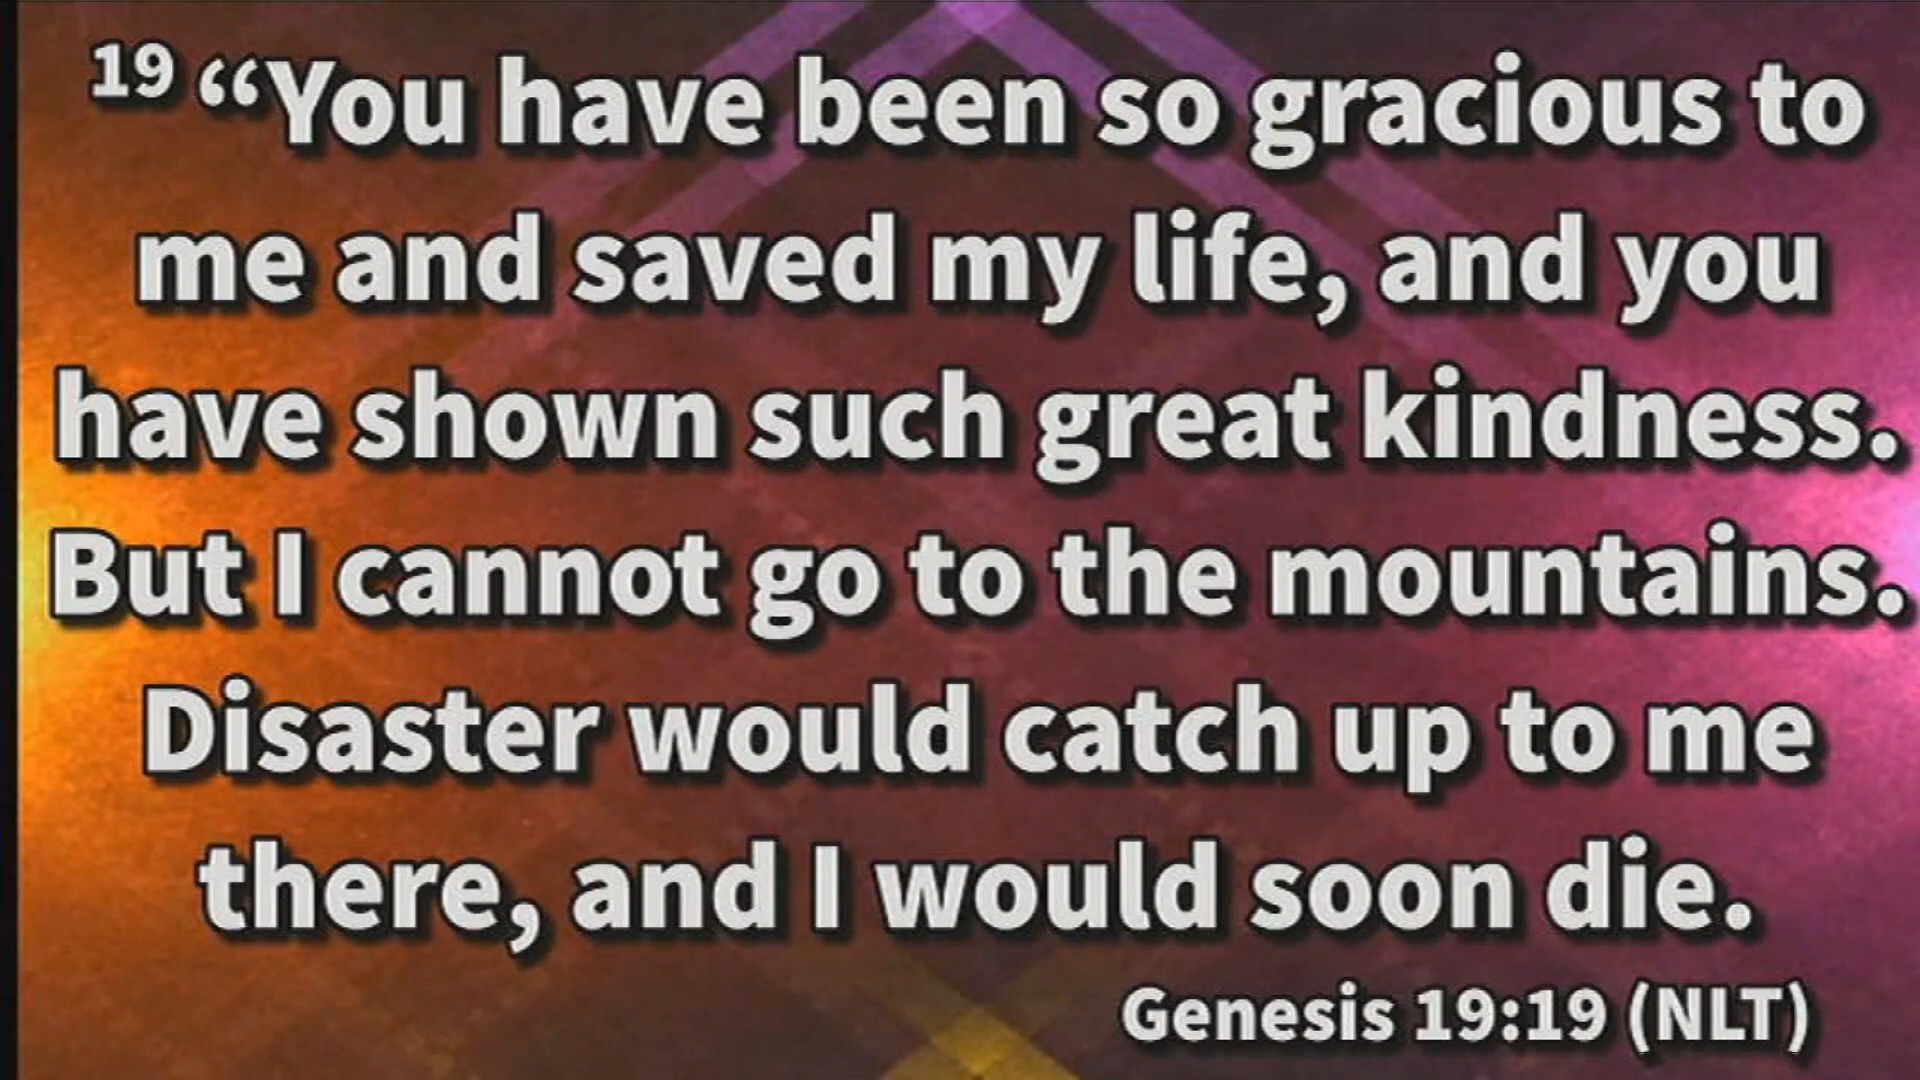 19 “You have been so gracious to
me and saved my life, and you
have shown such great kindness.
But I cannot go to the mountains.
Disaster would catch up to me
there, and I would soon die.
Genesis 19:19 (NLT)